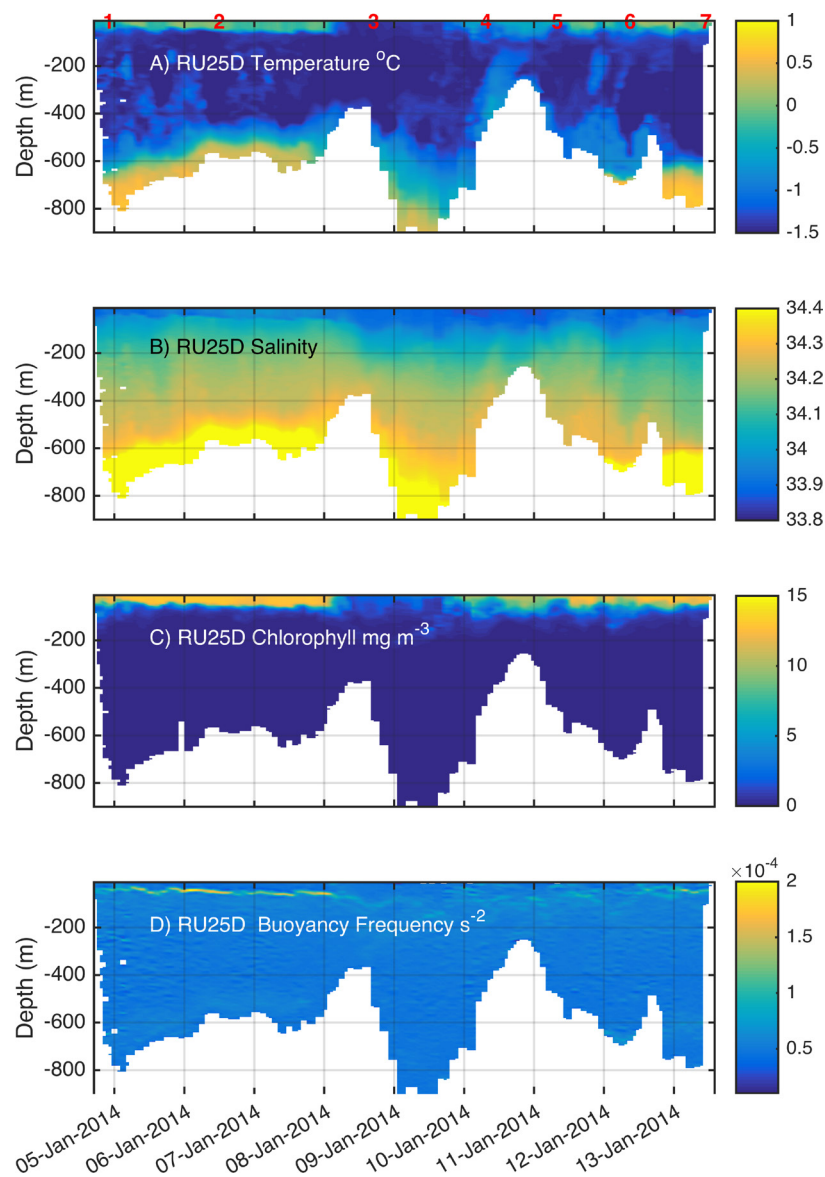 1 2 3 4 5 6 7
A) RU25D Temperature ºC
Depth (m)
-200
-400
-600
-800
1
0.5
0
-0.5
-1
-1.5
B) RU25D Salinity
Depth (m)
-200
-400
-600
-800
34.4
34.3
34.2
34.1
34
33.9
33.8
C) RU25D Chlorophyll mg m-3
Depth (m)
-200
-400
-600
-800
15
10
5
0
D) RU25D Buoyancy Frequency s-2
Depth (m)
-200
-400
-600
-800
×10-4
2
1.5
1
0.5
05-Jan-2014
06-Jan-2014
07-Jan-2014
08-Jan-2014
09-Jan-2014
10-Jan-2014
11-Jan-2014
12-Jan-2014
13-Jan-2014